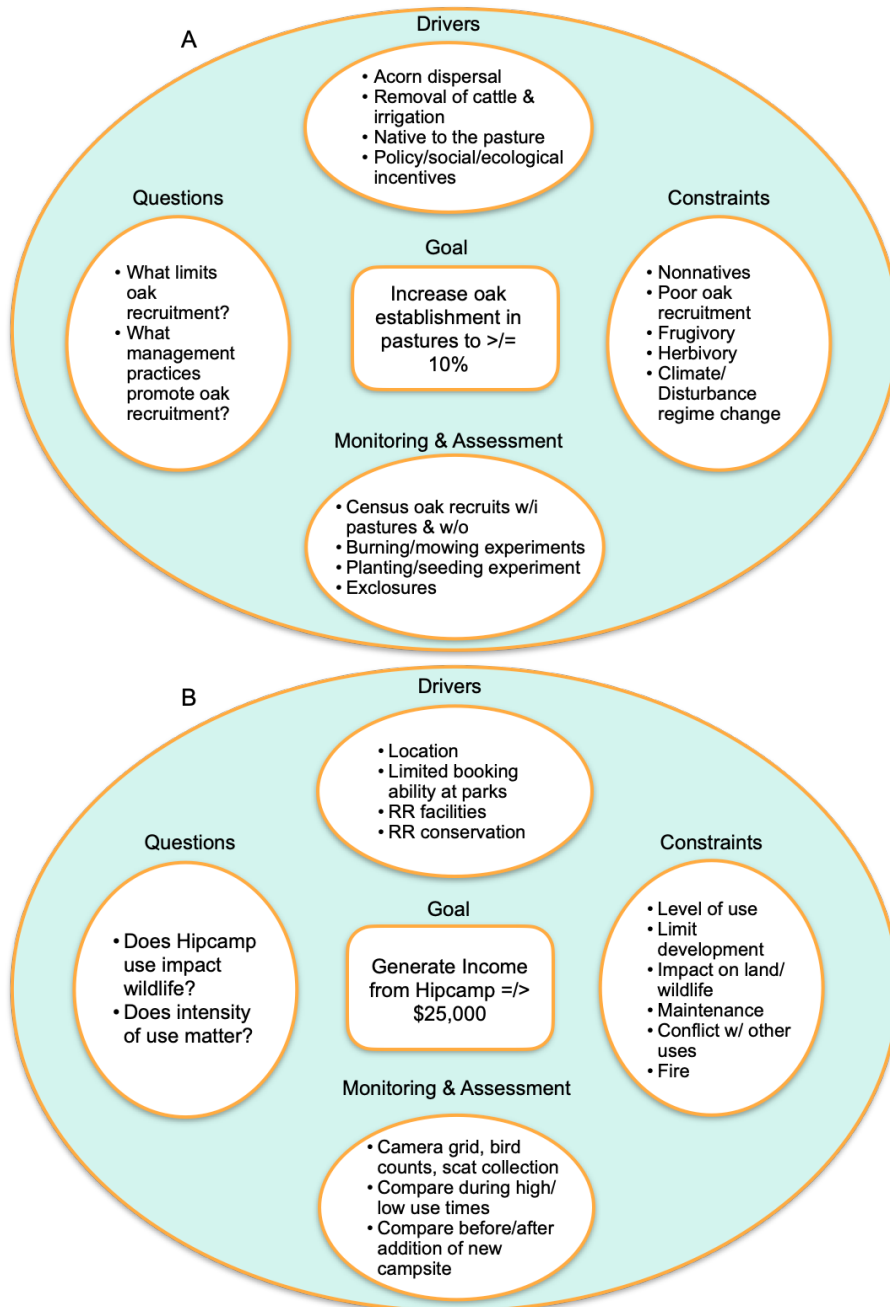 A
Drivers
• Acorn dispersal
• Removal of cattle &
irrigation
• Native to the pasture
• Policy/social/ecological
incentives
Questions
• What limits
oak
recruitment?
• What
management
practices
promote oak
recruitment?
Goal
Increase oak
establishment in
pastures to >/=
10%
Constraints
• Nonnatives
• Poor oak
recruitment
• Frugivory
• Herbivory
• Climate/
Disturbance
regime change
Monitoring & Assessment
• Census oak recruits w/i
pastures & w/o
• Burning/mowing experiments
• Planting/seeding experiment
• Exclosures
B
Drivers
• Location
• Limited booking
ability at parks
• RR facilities
• RR conservation
Questions
• Does Hipcamp
use impact
wildlife?
• Does intensity
of use matter?
Goal
Generate Income
from Hipcamp =/>
$25,000
Constraints
• Level of use
• Limit
development
• Impact on land/
wildlife
• Maintenance
• Conflict w/ other
uses
• Fire
Monitoring & Assessment
• Camera grid, bird
counts, scat collection
• Compare during high/
low use times
• Compare before/after
addition of new
campsite